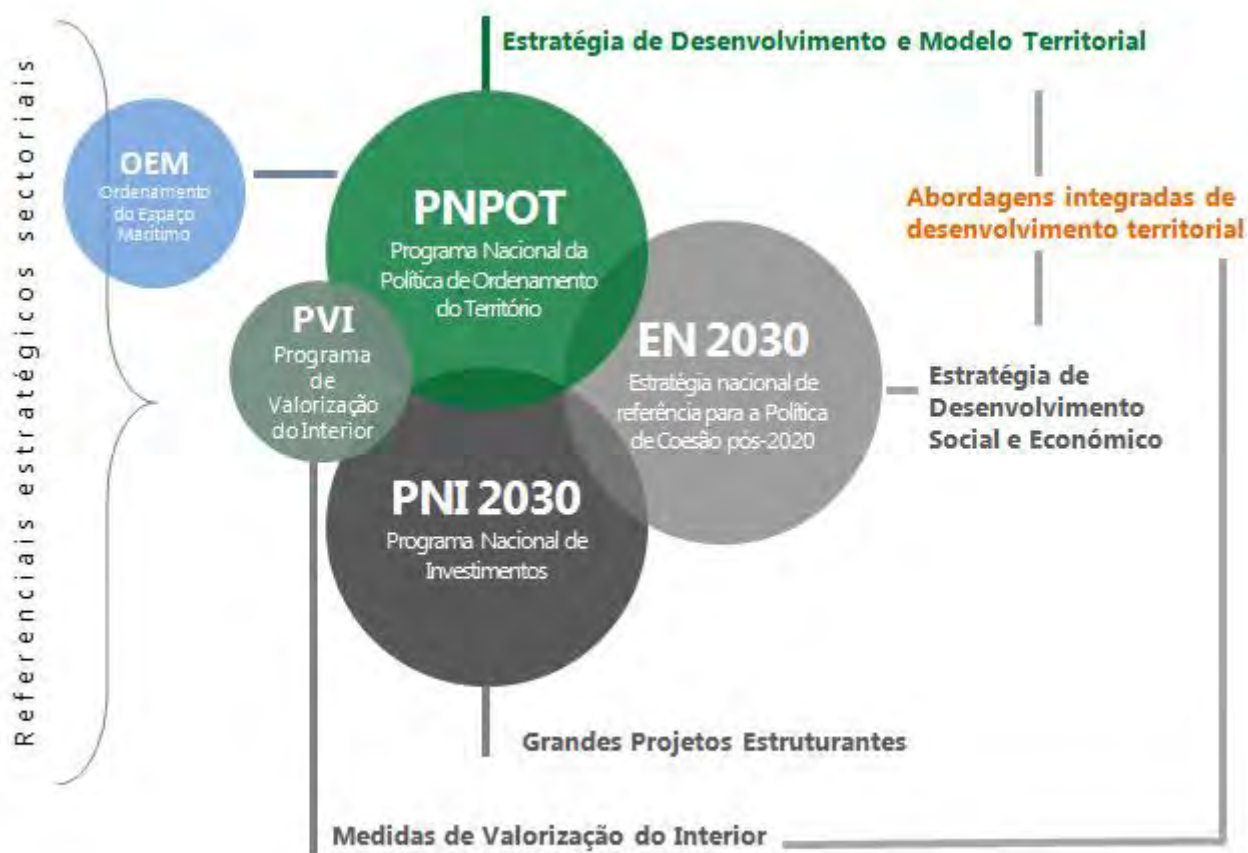 Referenciais estratégicos sectoriais
Estratégia de Desenvolvimento e Modelo Territorial
OEM
Ordenamento
do Espaço
Marítimo
PNPOT
Programa Nacional da
Política de Ordenamento
do Território
Abordagens integradas de
desenvolvimento territorial
PVI
Programa
de
Valorização
do Interior
EN 2030
Estratégia nacional de
referência para a Política
de Coesão pós-2020
Estratégia de
Desenvolvimento
Social e Económico
PNI 2030
Programa Nacional de
Investimentos
Grandes Projetos Estruturantes
Medidas de Valorização do Interior